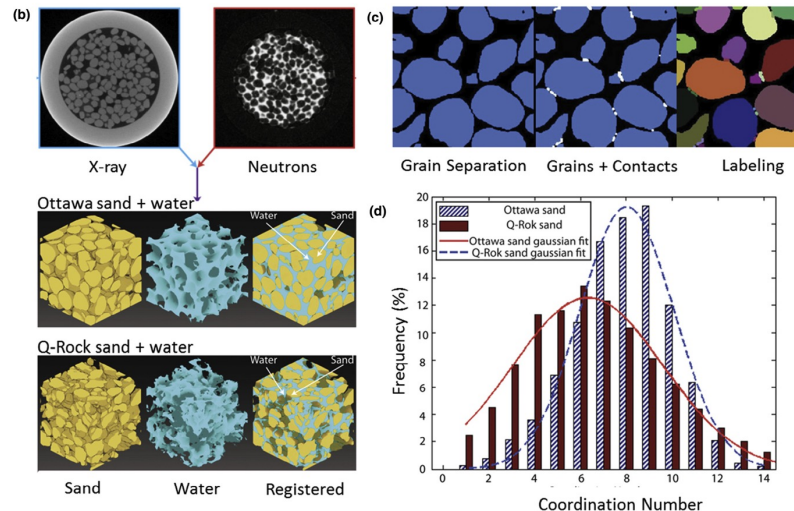 (b)
X-ray
Neutrons
Ottawa sand + water
Water
Sand
Q-Rock sand + water
Water
Sand
Sand
Water
Registered
(c)
Grain Separation
Grains + Contacts
Labeling
(d)
Ottawa sand
Q-Rok sand
Ottawa sand gaussian fit
Q-Rok sand gaussian fit
Frequency (%)
20
18
16
14
12
10
8
6
4
2
0
0 2 4 6 8 10 12 14
Coordination Number